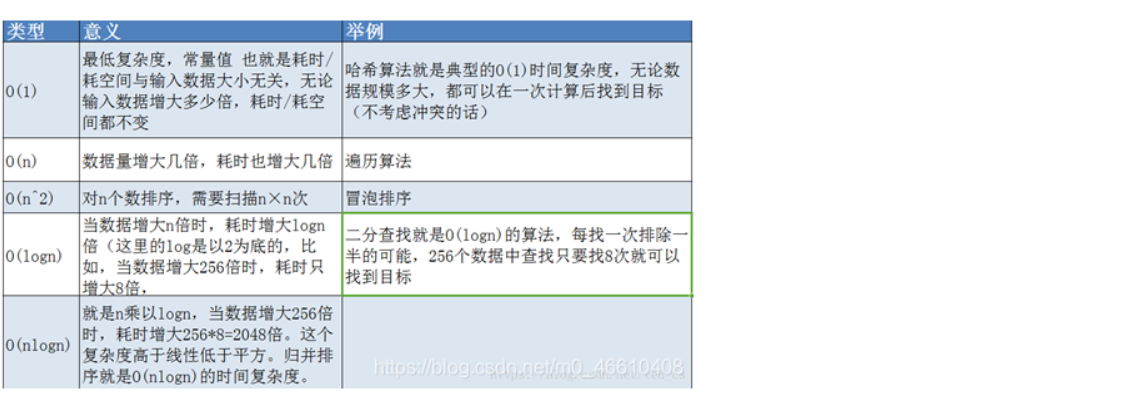 类型 意义 举例
O(1)
最低复杂度，常量值 也就是耗时/
耗空间与输入数据大小无关，无论
输入数据增大多少倍，耗时/耗空
间都不变
哈希算法就是典型的O(1)时间复杂度，无论数
据规模多大，都可以在一次计算后找到目标
（不考虑冲突的话）
O(n) 数据量增大几倍，耗时也增大几倍 遍历算法
O(n^2) 对n个数排序，需要扫描n×n次 冒泡排序
O(logn)
当数据增大n倍时，耗时增大logn
倍（这里的log是以2为底的，比
如，当数据增大256倍时，耗时只
增大8倍，
二分查找就是O(logn)的算法，每找一次排除一
半的可能，256个数据中查找只要找8次就可以
找到目标
O(nlogn)
就是n乘以logn，当数据增大256倍
时，耗时增大256*8=2048倍。这个
复杂度高于线性低于平方。归并排
序就是O(nlogn)的时间复杂度。
https://blog.csdn.net/m0_46610408